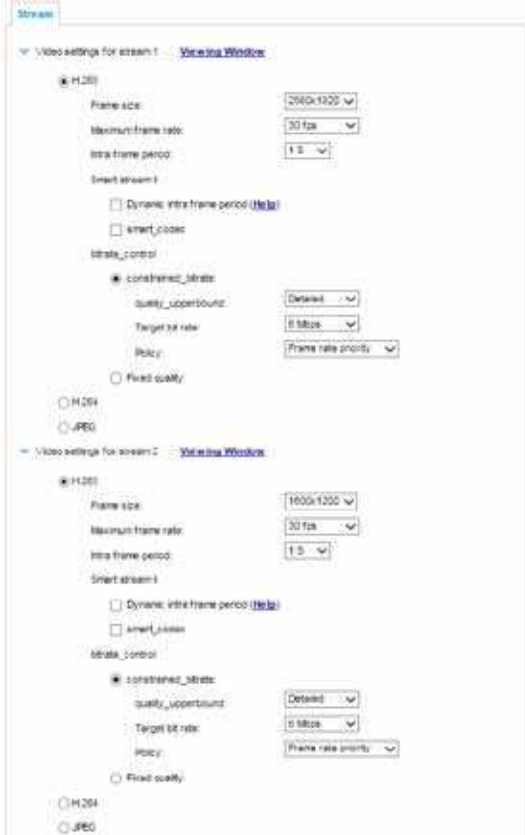 Stream
Video settings for stream 1 Viewing Window
H.265
Frame size: 2560x1920
Maximum frame rate: 30 fps
Intra frame period: 1 S
Smart stream II
Dynamic intra frame period (Help)
smart_codec
bitrate_control
constrained_bitrate:
quality_upperbound: Detailed
Target bit rate: 6 Mbps
Policy: Frame rate priority
Fixed quality:
H.264
JPEG
Video settings for stream 2 Viewing Window
H.265
Frame size: 1600x1200
Maximum frame rate: 30 fps
Intra frame period: 1 S
Smart stream II
Dynamic intra frame period (Help)
smart_codec
bitrate_control
constrained_bitrate:
quality_upperbound: Detailed
Target bit rate: 6 Mbps
Policy: Frame rate priority
Fixed quality:
H.264
JPEG